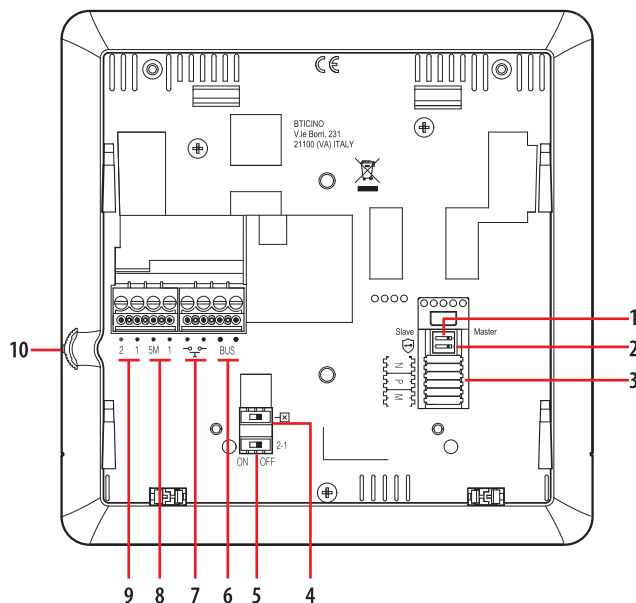 CE
BTICINO
V.le Borri, 231
21100 (VA) ITALY
Slave
Master
1
2
3
N
P
M
10
2 1 5M 1 BUS
2-1
ON OFF
9 8 7 6 5 4